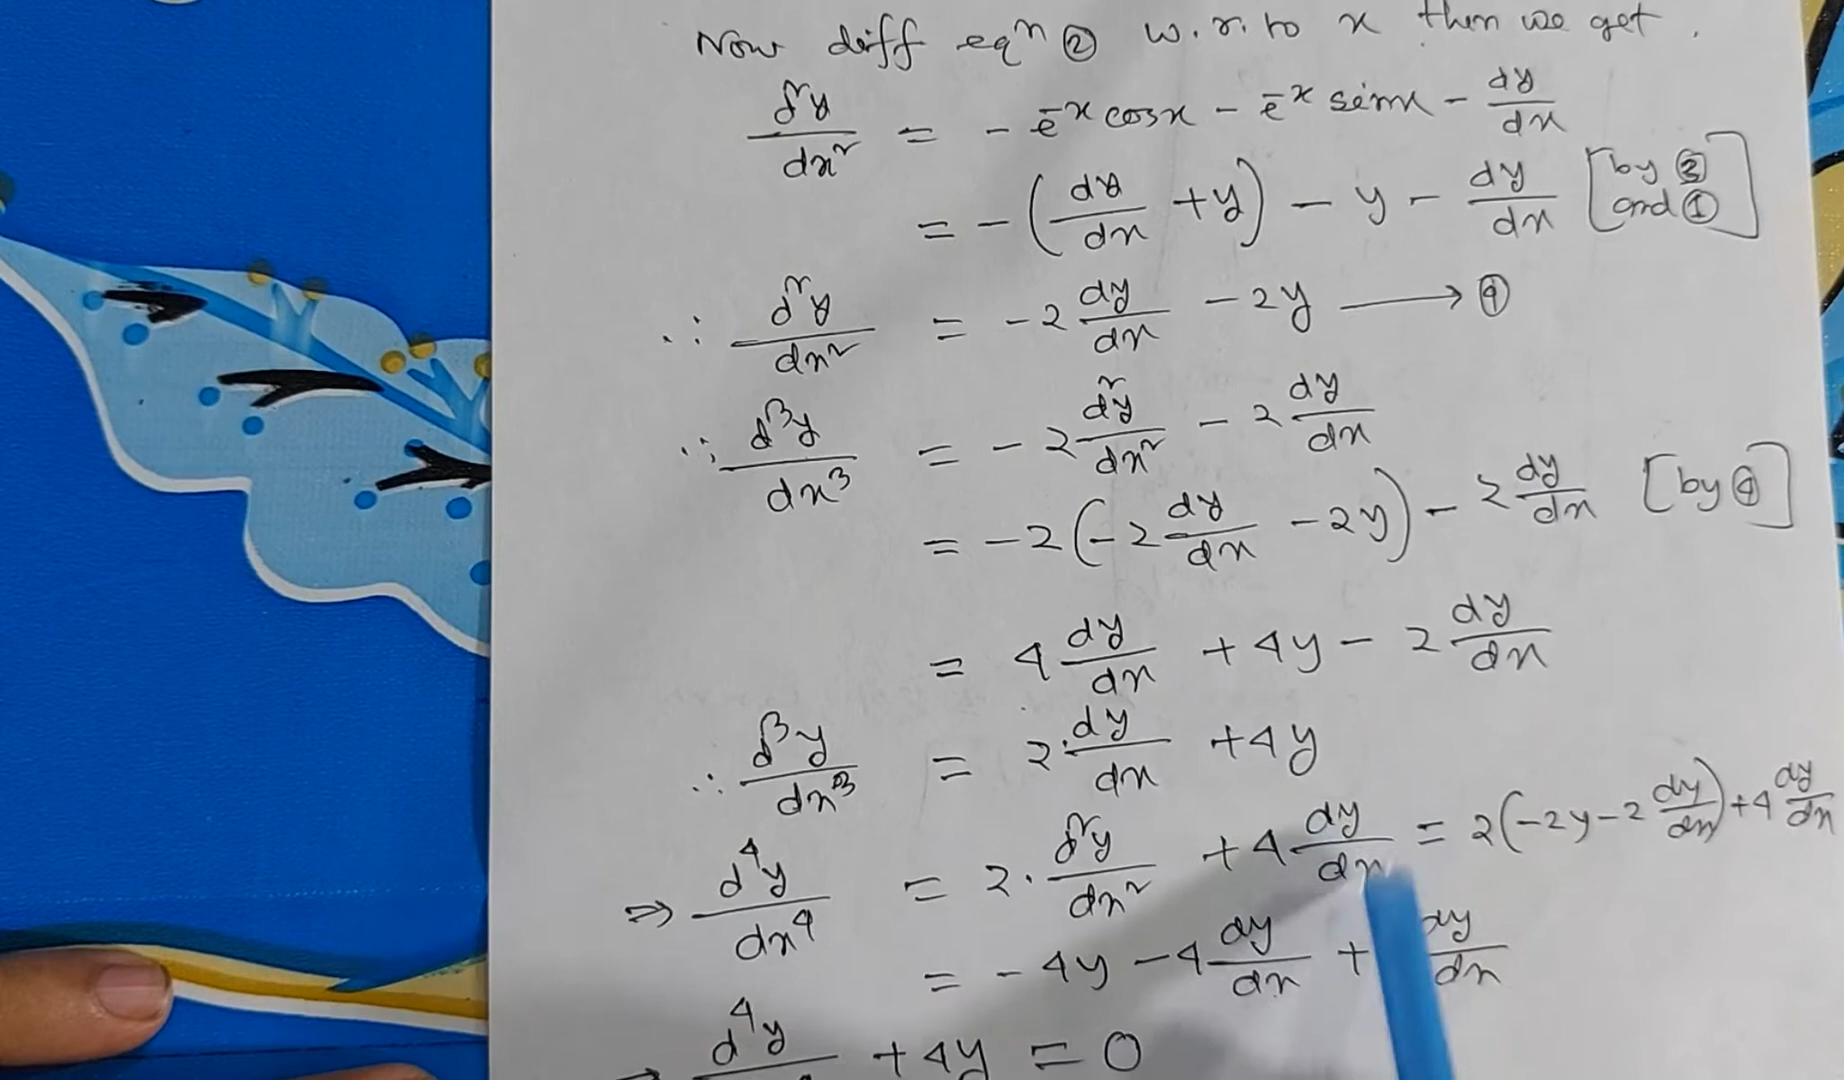 Now diff eqⁿ ② w.r.to x then we get.
d²y/dx² = - e⁻ˣ cosx - e⁻ˣ sinx - dy/dx
= - (dy/dx + y) - y - dy/dx [by ③ and ①]
∴ d²y/dx² = -2 dy/dx - 2y ⟶ ④
∴ d³y/dx³ = -2 d²y/dx² - 2 dy/dx
= -2(-2 dy/dx - 2y) - 2 dy/dx [by ④]
= 4 dy/dx + 4y - 2 dy/dx
∴ d³y/dx³ = 2. dy/dx + 4y
⇒ d⁴y/dx⁴ = 2. d²y/dx² + 4 dy/dx = 2(-2y - 2 dy/dx) + 4 dy/dx
= - 4y - 4 dy/dx + dy/dx
d⁴y + 4y = 0